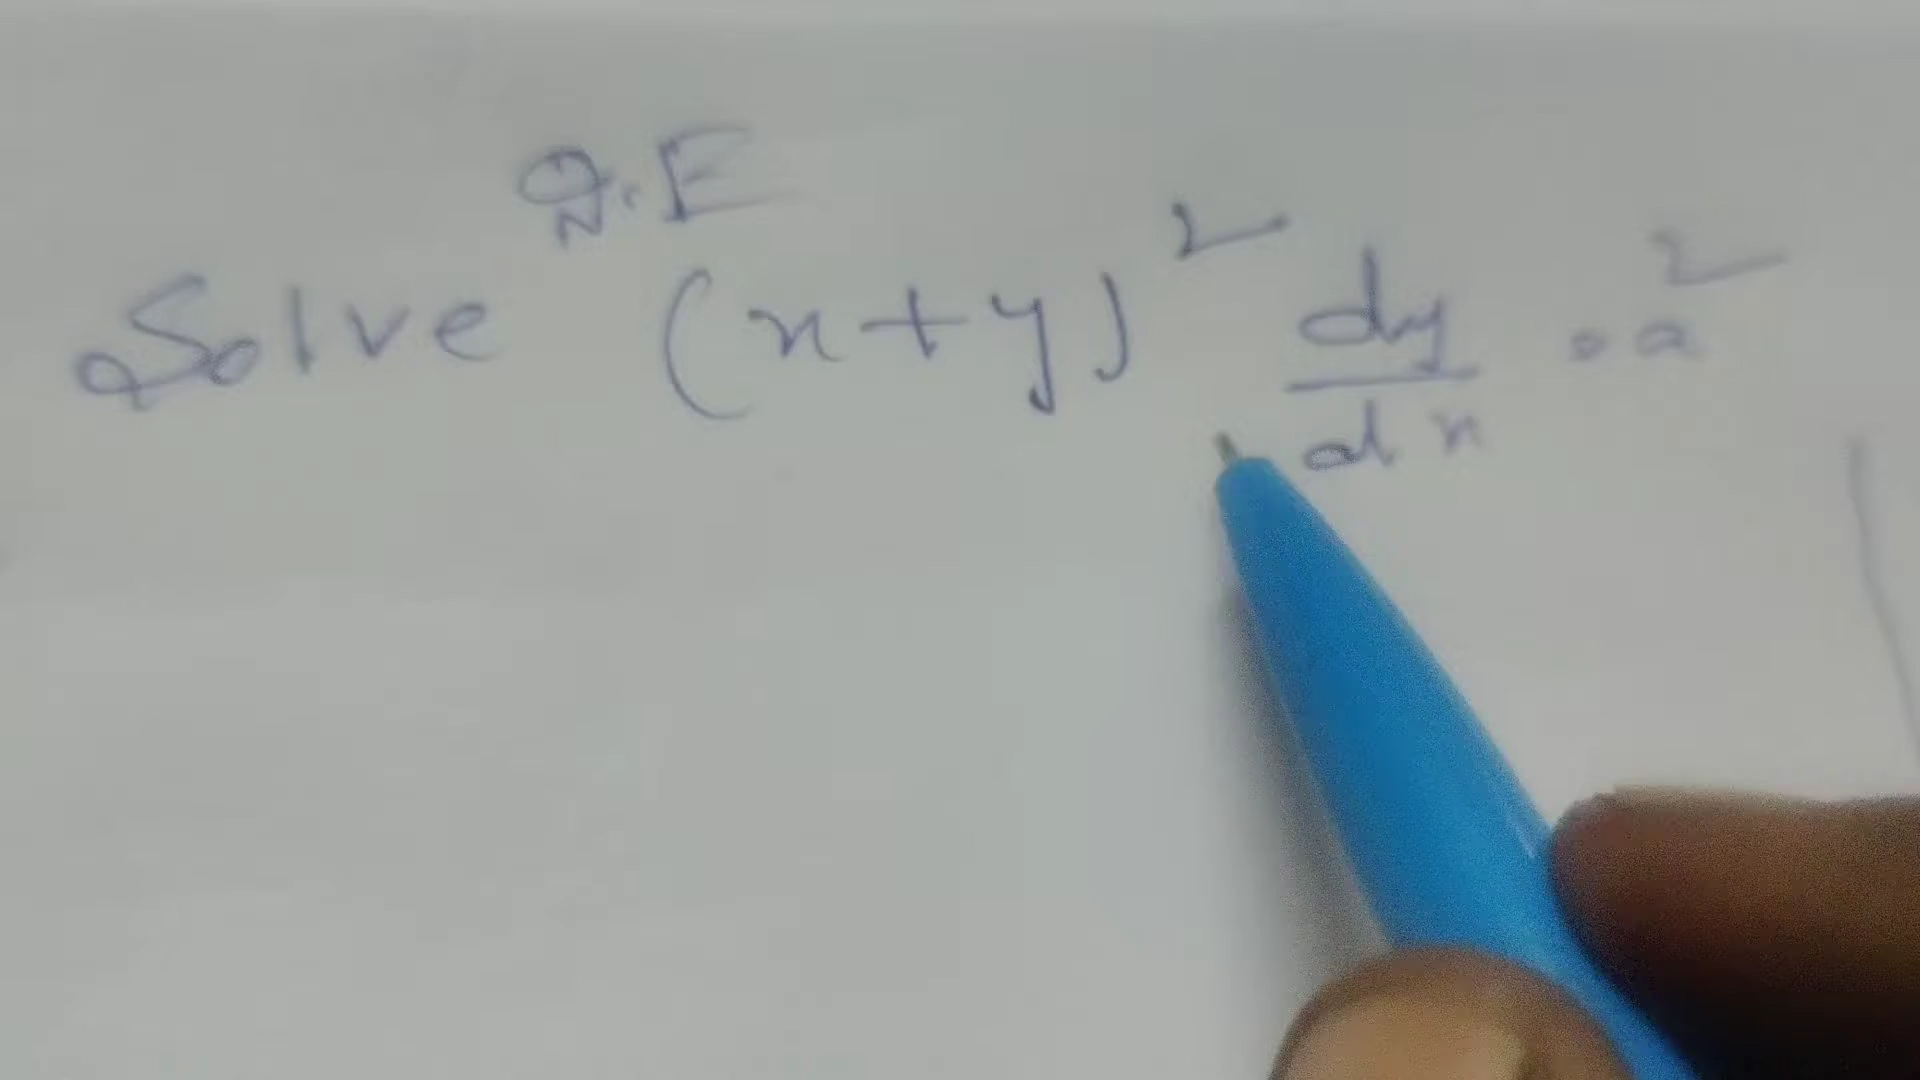 D.E
Solve (x+y)² dy/dx = a²